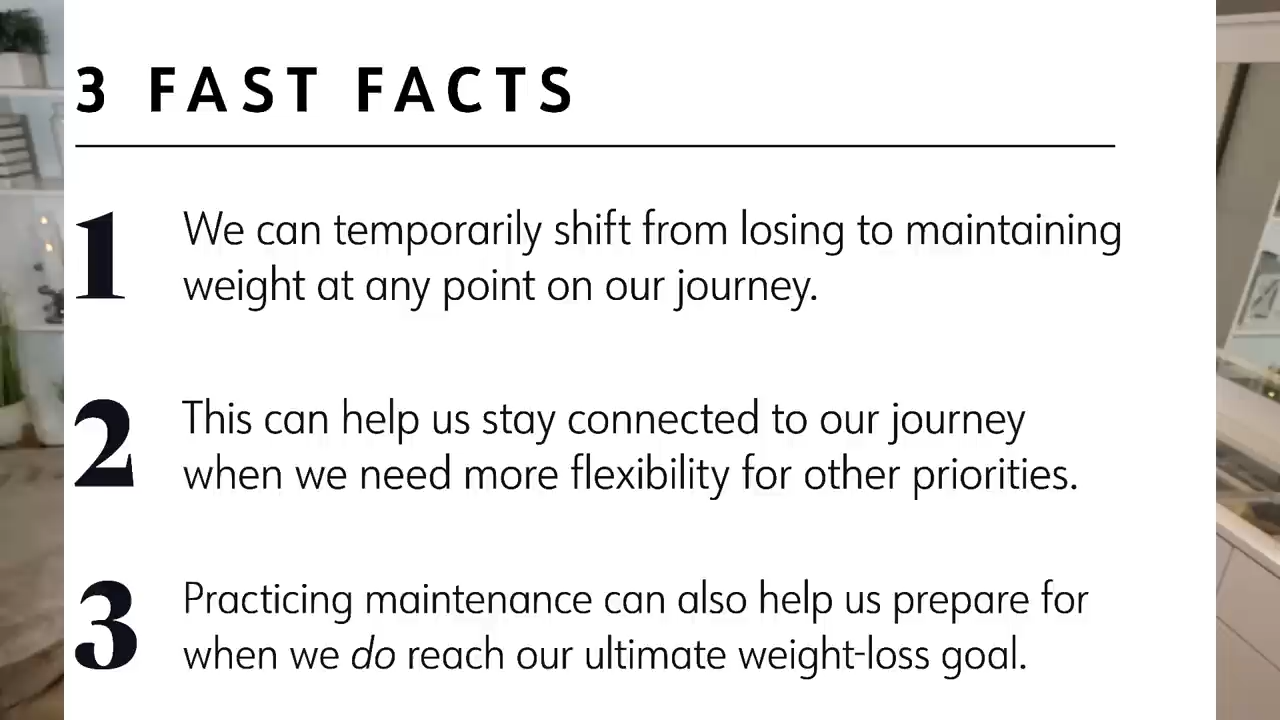 3 FAST FACTS
1 We can temporarily shift from losing to maintaining
weight at any point on our journey.
2 This can help us stay connected to our journey
when we need more flexibility for other priorities.
3 Practicing maintenance can also help us prepare for
when we do reach our ultimate weight-loss goal.